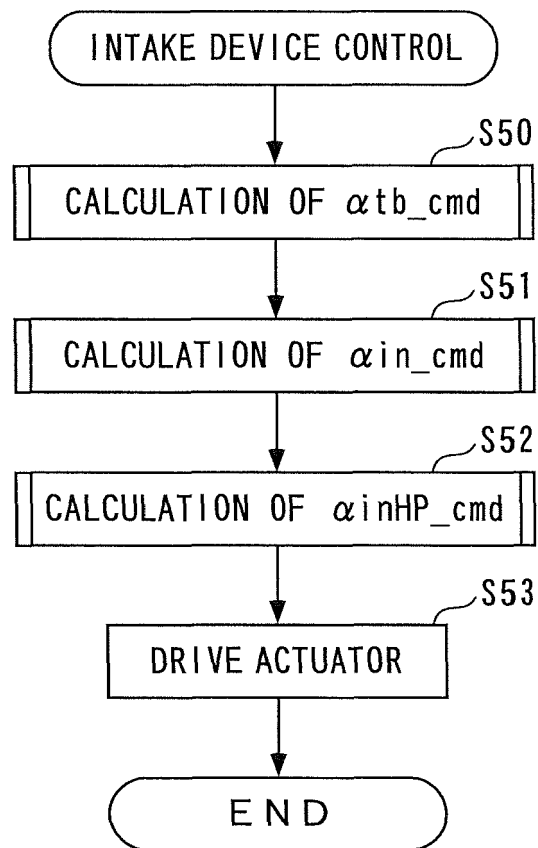 INTAKE DEVICE CONTROL
S50
CALCULATION OF αtb_cmd
S51
CALCULATION OF αin_cmd
S52
CALCULATION OF αinHP_cmd
S53
DRIVE ACTUATOR
END